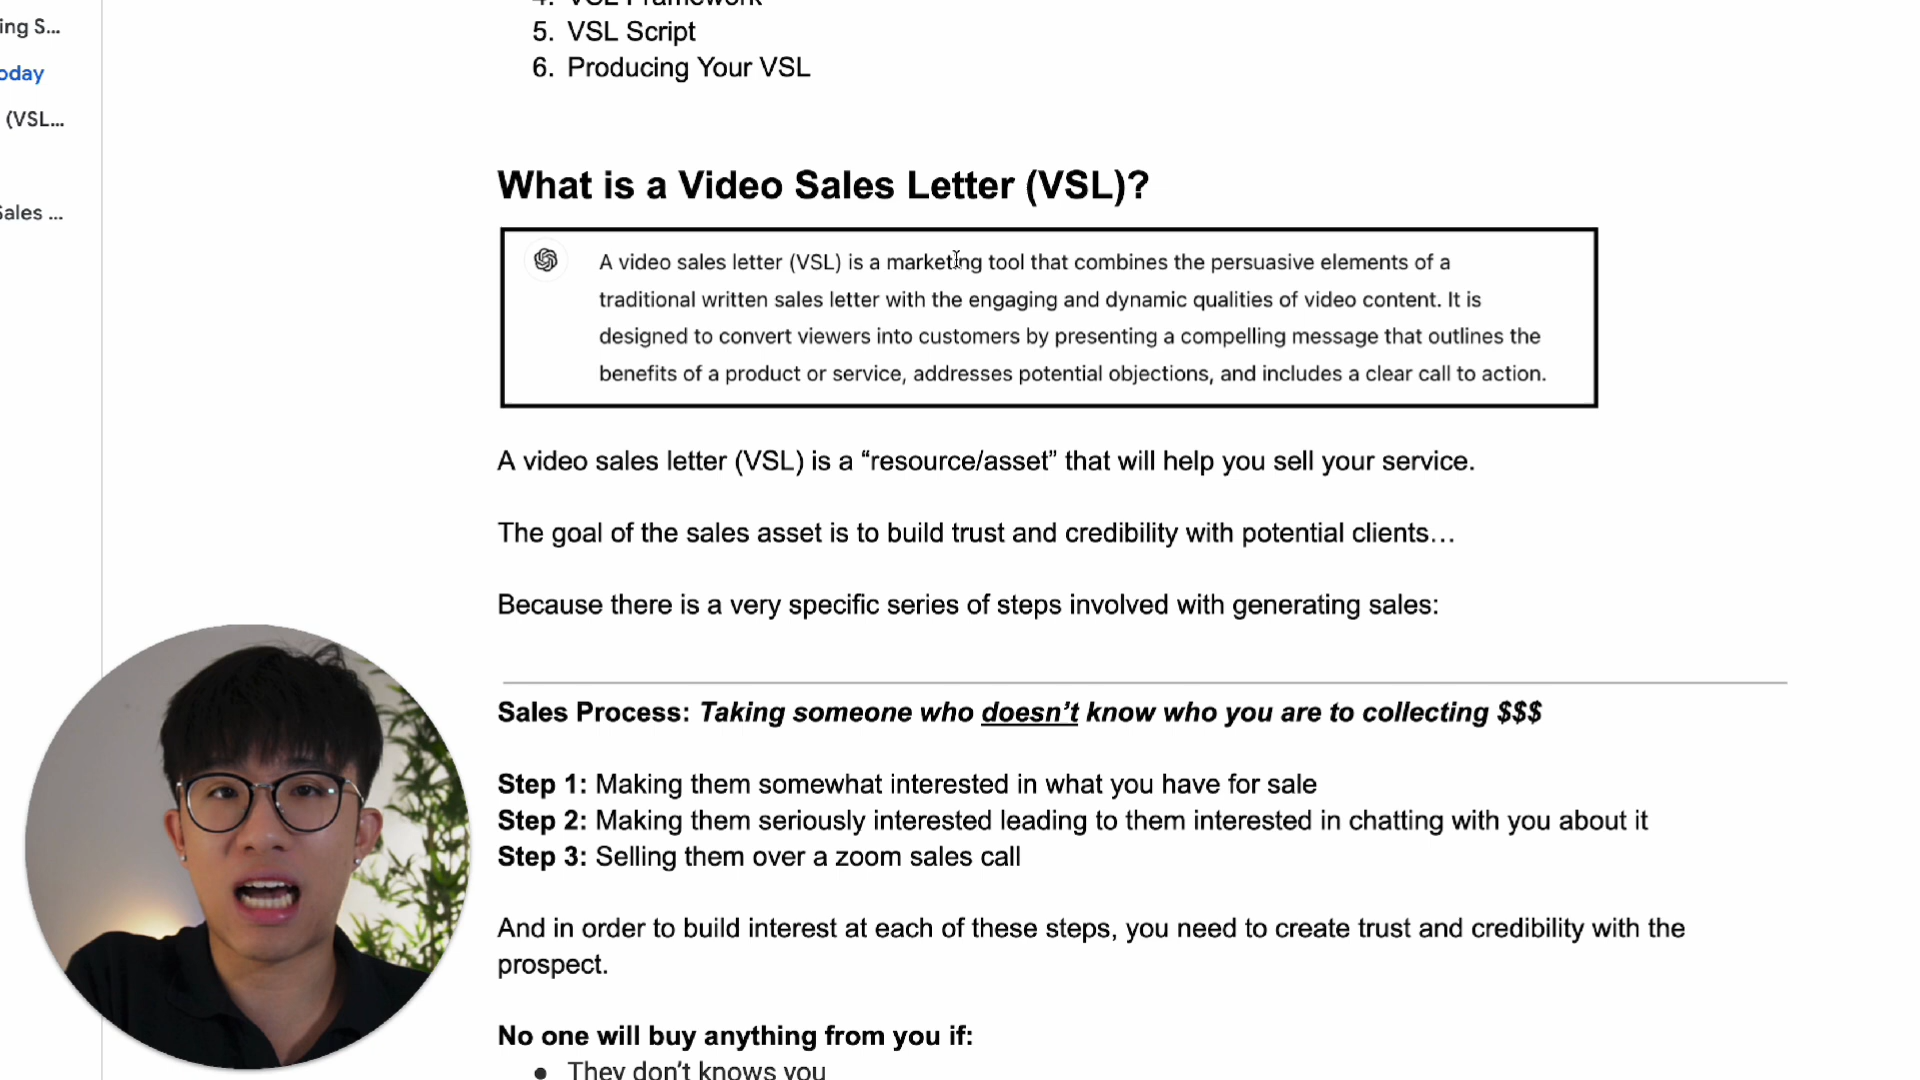 ing S...
oday
(VSL...
Sales ...
4. VSL Framework
5. VSL Script
6. Producing Your VSL
What is a Video Sales Letter (VSL)?
A video sales letter (VSL) is a marketing tool that combines the persuasive elements of a
traditional written sales letter with the engaging and dynamic qualities of video content. It is
designed to convert viewers into customers by presenting a compelling message that outlines the
benefits of a product or service, addresses potential objections, and includes a clear call to action.
A video sales letter (VSL) is a “resource/asset” that will help you sell your service.
The goal of the sales asset is to build trust and credibility with potential clients…
Because there is a very specific series of steps involved with generating sales:
Sales Process: Taking someone who doesn’t know who you are to collecting $$$
Step 1: Making them somewhat interested in what you have for sale
Step 2: Making them seriously interested leading to them interested in chatting with you about it
Step 3: Selling them over a zoom sales call
And in order to build interest at each of these steps, you need to create trust and credibility with the
prospect.
No one will buy anything from you if:
● They don’t knows you